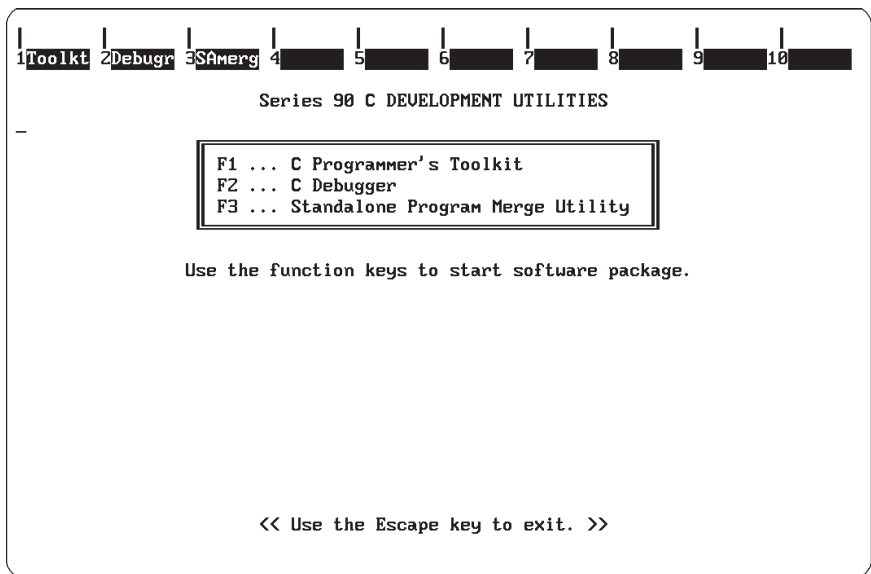 1Toolkt 2Debugr 3SAmerg 4 5 6 7 8 9 10
Series 90 C DEVELOPMENT UTILITIES
_
F1 ... C Programmer's Toolkit
F2 ... C Debugger
F3 ... Standalone Program Merge Utility
Use the function keys to start software package.
<< Use the Escape key to exit. >>